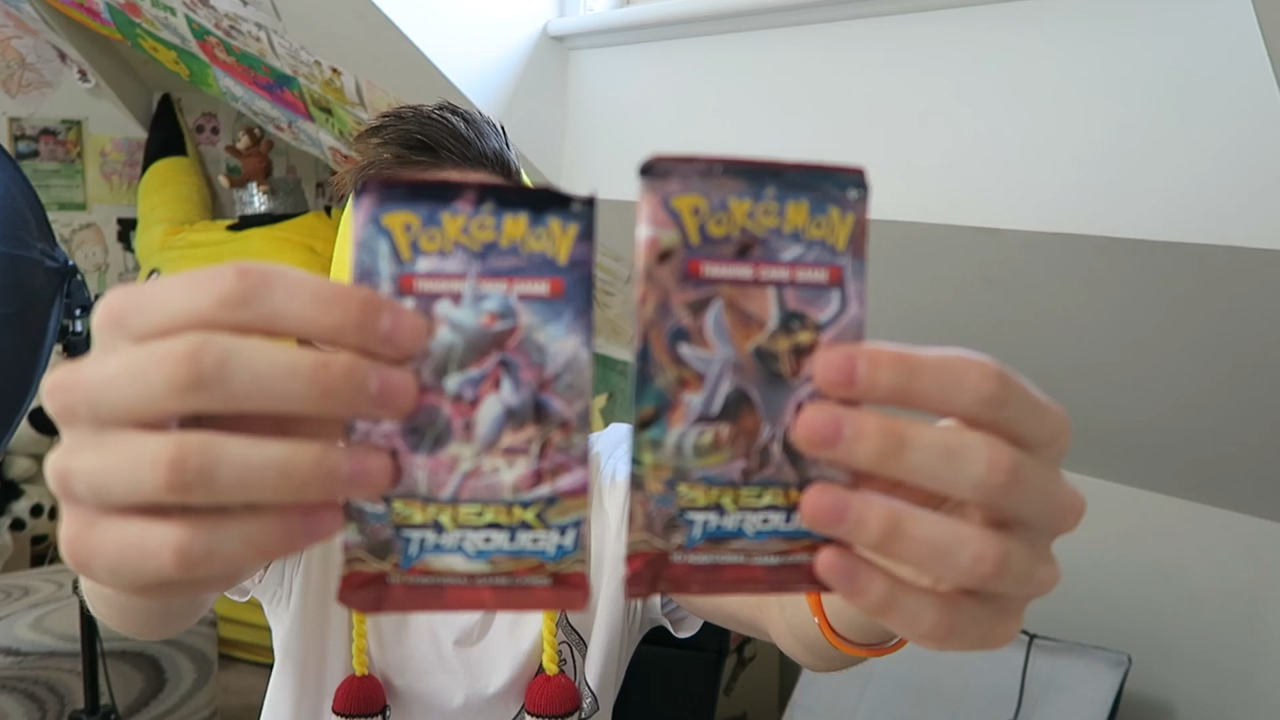 POKéMON
TRADING CARD GAME
BREAK
THROUGH
POKéMON
TRADING CARD GAME
BREAK
THROUGH